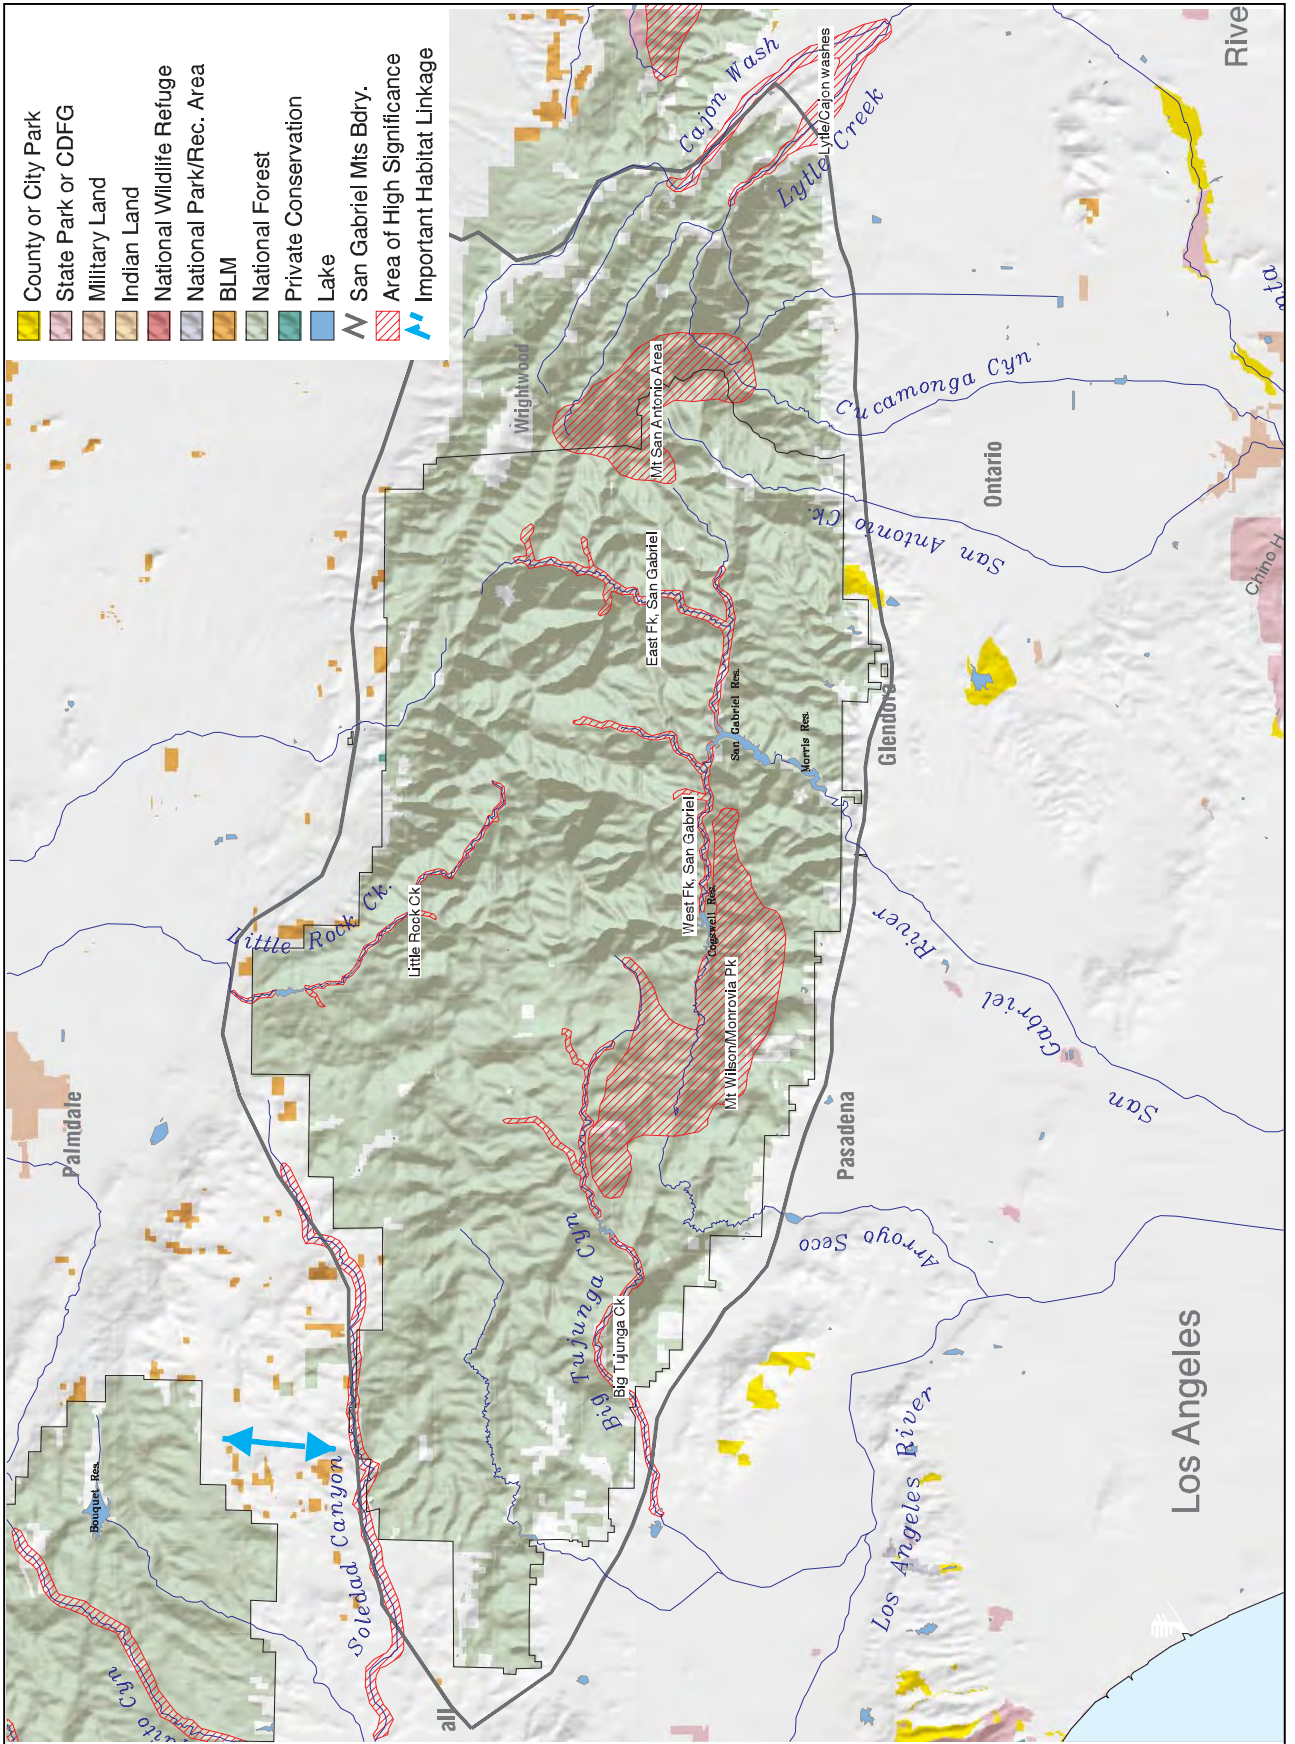 County or City Park
State Park or CDFG
Military Land
Indian Land
National Wildlife Refuge
National Park/Rec. Area
BLM
National Forest
Private Conservation
Lake
San Gabriel Mts Bdry.
Area of High Significance
Important Habitat Linkage
Rive
Cajon Wash
Lytle/Cajon washes
Lytle Creek
nta
Wrightwood
Mt San Antonio Area
Cucamonga Cyn
Ontario
San Antonio Ck.
Chino H
East Fk, San Gabriel
San Gabriel Res.
Morris Res.
Glendora
West Fk, San Gabriel
Cogswell Res.
Little Rock Ck.
Little Rock Ck
Mt Wilson/Monrovia Pk
San Gabriel River
Palmdale
Pasadena
Arroyo Seco
Big Tujunga Cyn
Big Tujunga Ck
Los Angeles River
Los Angeles
Bouquet Res.
Soledad Canyon
uito Cyn
all